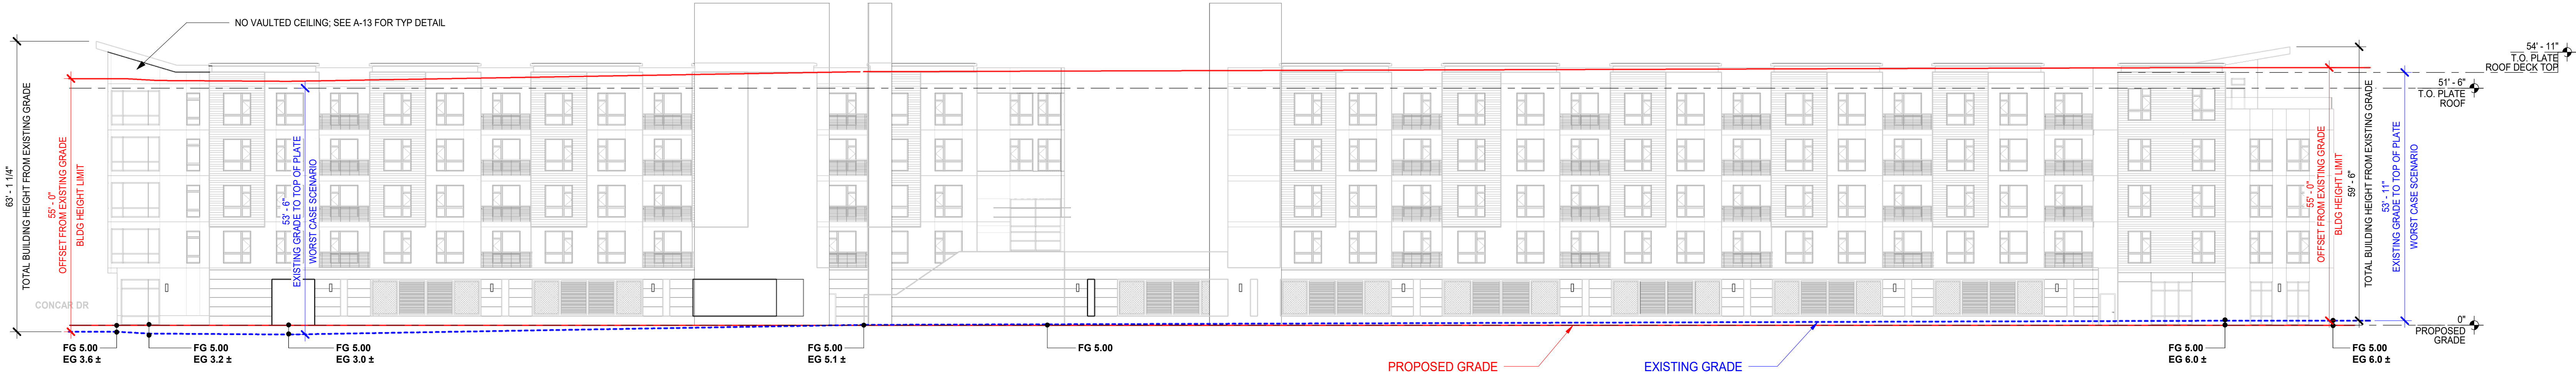 NO VAULTED CEILING; SEE A-13 FOR TYP DETAIL
63' - 1 1/4"
TOTAL BUILDING HEIGHT FROM EXISTING GRADE
55' - 0"
OFFSET FROM EXISTING GRADE
BLDG HEIGHT LIMIT
53' - 6"
EXISTING GRADE TO TOP OF PLATE
WORST CASE SCENARIO
CONCAR DR
FG 5.00
EG 3.6 ±
FG 5.00
EG 3.2 ±
FG 5.00
EG 3.0 ±
FG 5.00
EG 5.1 ±
FG 5.00
PROPOSED GRADE
EXISTING GRADE
FG 5.00
EG 6.0 ±
FG 5.00
EG 6.0 ±
55' - 0"
OFFSET FROM EXISTING GRADE
BLDG HEIGHT LIMIT
59' - 6"
TOTAL BUILDING HEIGHT FROM EXISTING GRADE
53' - 11"
EXISTING GRADE TO TOP OF PLATE
WORST CASE SCENARIO
54' - 11"
T.O. PLATE
ROOF DECK TOP
51' - 6"
T.O. PLATE
ROOF
0"
PROPOSED
GRADE